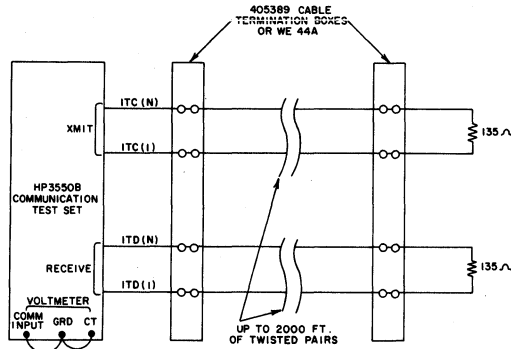 405389 CABLE
TERMINATION BOXES
OR WE 44A
ITC (N)
XMIT
ITC (I)
135
HP3550B
COMMUNICATION
TEST SET
ITD (N)
RECEIVE
135
ITD (I)
VOLTMETER
COMM
INPUT
GRD
CT
UP TO 2000 FT.
OF TWISTED PAIRS